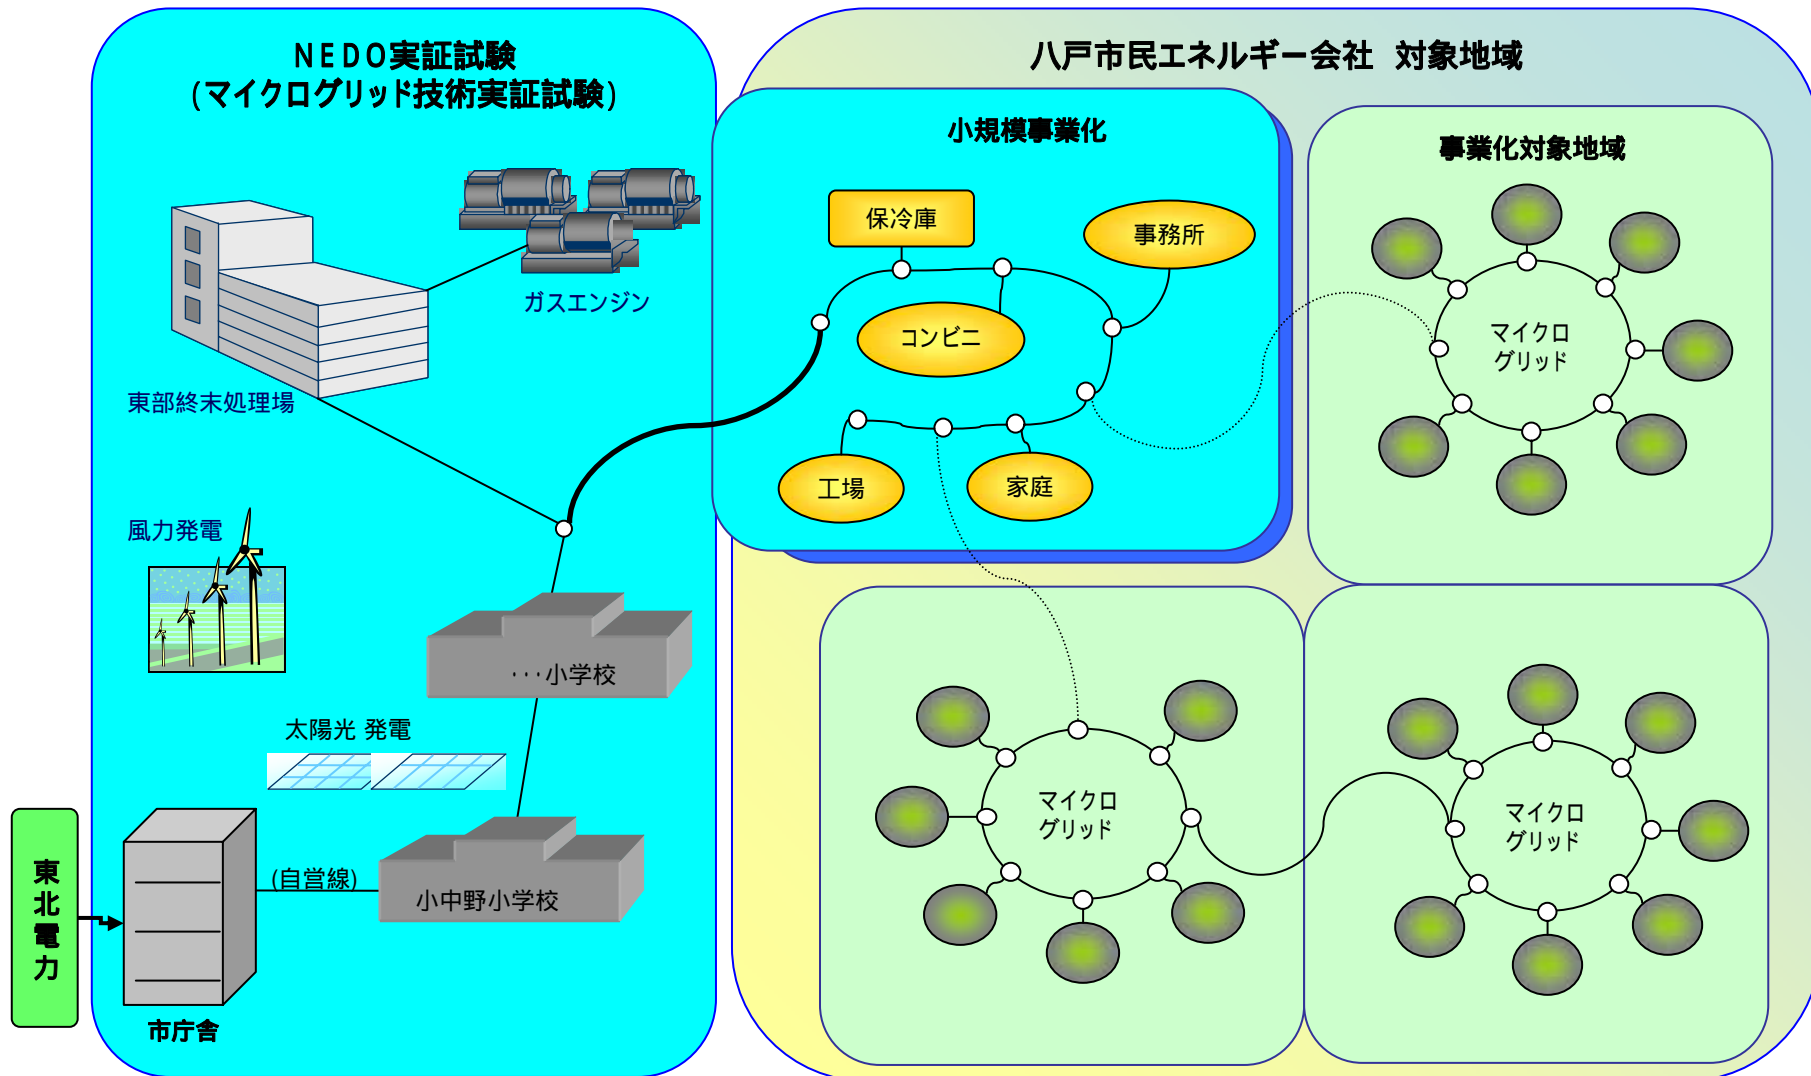 NEDO実証試験
(マイクログリッド技術実証試験)
ガスエンジン
東部終末処理場
風力発電
・・・小学校
太陽光 発電
東北電力
(自営線)
小中野小学校
市庁舎
八戸市民エネルギー会社 対象地域
小規模事業化
保冷庫
事務所
コンビニ
工場
家庭
事業化対象地域
マイクロ
グリッド
マイクロ
グリッド
マイクロ
グリッド